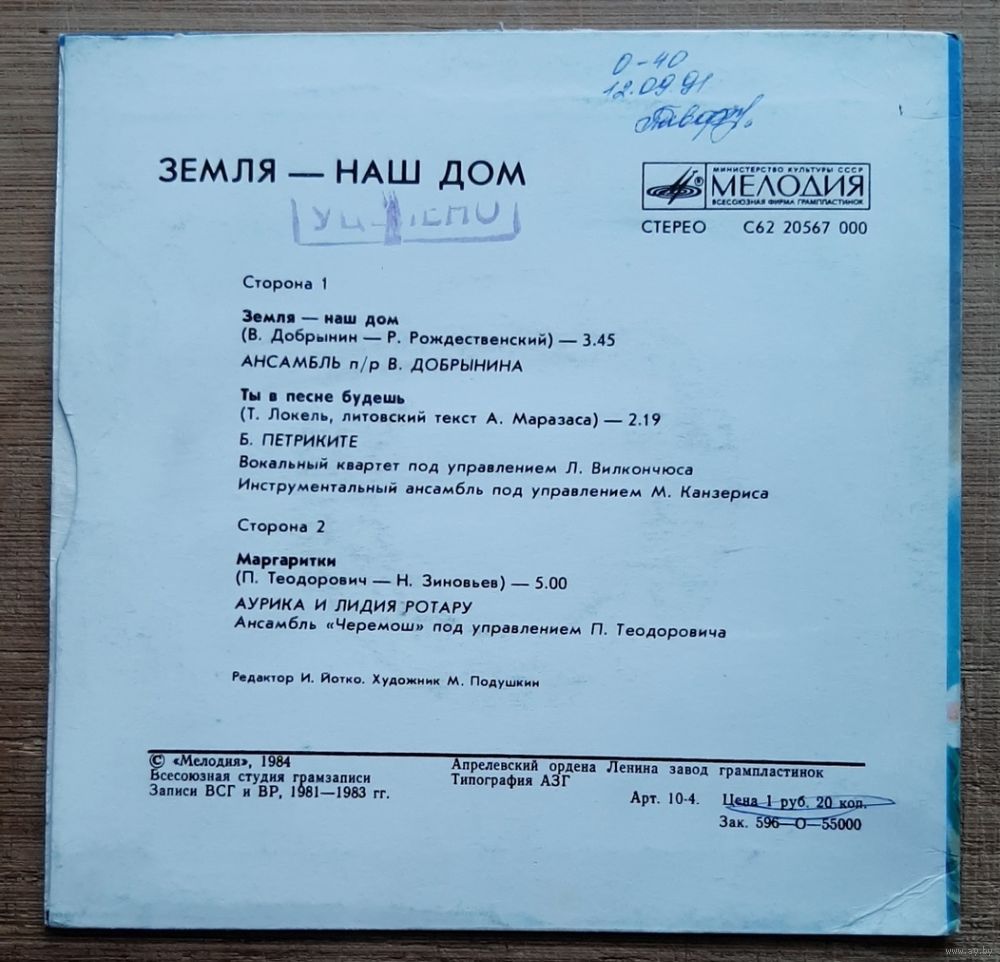 0-40
12.09.91
ЗЕМЛЯ — НАШ ДОМ
МИНИСТЕРСТВО КУЛЬТУРЫ СССР
МЕЛОДИЯ
ВСЕСОЮЗНАЯ ФИРМА ГРАМПЛАСТИНОК
СТЕРЕО С62 20567 000
Сторона 1
Земля — наш дом
(В. Добрынин — Р. Рождественский) — 3.45
АНСАМБЛЬ п/р В. ДОБРЫНИНА
Ты в песне будешь
(Т. Локель, литовский текст А. Маразаса) — 2.19
Б. ПЕТРИКИТЕ
Вокальный квартет под управлением Л. Вилкончюса
Инструментальный ансамбль под управлением М. Канзериса
Сторона 2
Маргаритки
(П. Теодорович — Н. Зиновьев) — 5.00
АУРИКА И ЛИДИЯ РОТАРУ
Ансамбль «Черемош» под управлением П. Теодоровича
Редактор И. Йотко. Художник М. Подушкин
© «Мелодия», 1984
Всесоюзная студия грамзаписи
Записи ВСГ и ВР, 1981—1983 гг.
Апрелевский ордена Ленина завод грампластинок
Типография АЗГ
Арт. 10-4. Цена 1 руб. 20 коп.
Зак. 596—О—55000
www.ay.by